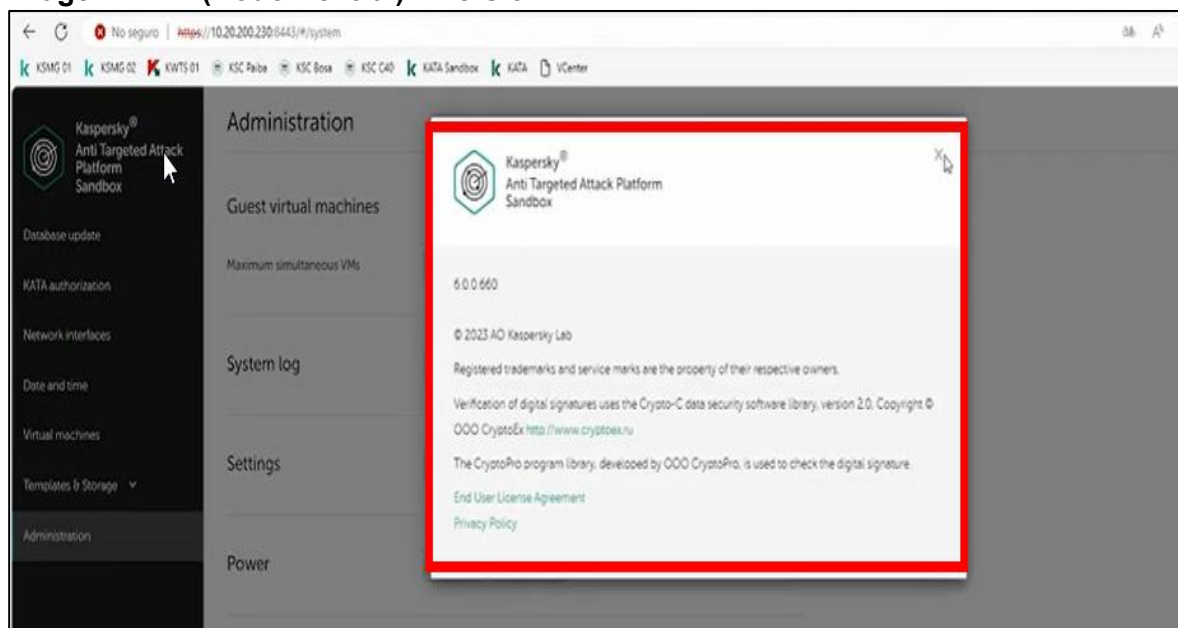 No seguro | https://10.20.200.230:8443/#/system
KSMG 01 KSMG 02 KWTS 01 KSC Paiba KSC Bosa KSC C40 KATA Sandbox KATA VCenter
Kaspersky®
Anti Targeted Attack
Platform
Sandbox
Database update
KATA authorization
Network interfaces
Date and time
Virtual machines
Templates & Storage
Administration
Administration
Guest virtual machines
Maximum simultaneous VMs
System log
Settings
Power
Kaspersky®
Anti Targeted Attack Platform
Sandbox
6.0.0.660
© 2023 AO Kaspersky Lab
Registered trademarks and service marks are the property of their respective owners.
Verification of digital signatures uses the Crypto-C data security software library, version 2.0, Copyright ©
OOO CryptoEx http://www.cryptoex.ru
The CryptoPro program library, developed by OOO CryptoPro, is used to check the digital signature.
End User License Agreement
Privacy Policy